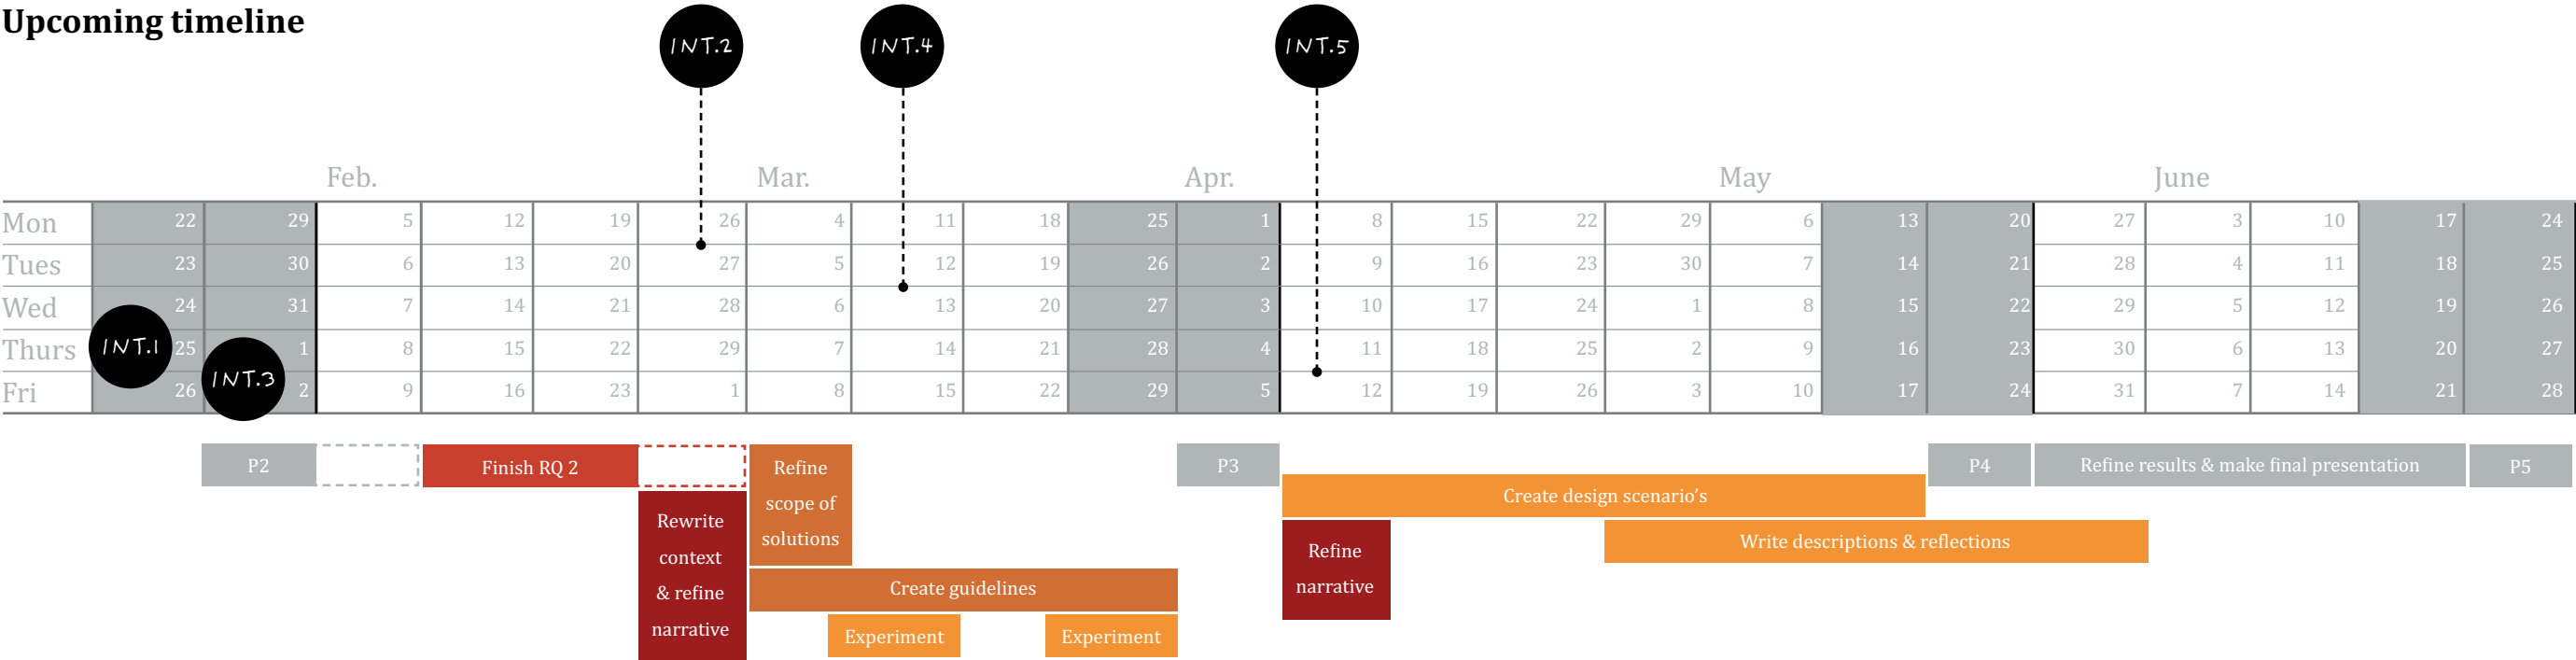 Upcoming timeline
INT.2 INT.4 INT.5
Feb. Mar. Apr. May June
Mon 22 29 5 12 19 26 4 11 18 25 1 8 15 22 29 6 13 20 27 3 10 17 24
Tues 23 30 6 13 20 27 5 12 19 26 2 9 16 23 30 7 14 21 28 4 11 18 25
Wed 24 31 7 14 21 28 6 13 20 27 3 10 17 24 1 8 15 22 29 5 12 19 26
Thurs INT.1 25 1 8 15 22 29 7 14 21 28 4 11 18 25 2 9 16 23 30 6 13 20 27
INT.3
Fri 26 2 9 16 23 1 8 15 22 29 5 12 19 26 3 10 17 24 31 7 14 21 28
P2 Finish RQ 2
Refine
scope of
solutions
P3 P4 Refine results & make final presentation P5
Create design scenario's
Rewrite
context
& refine
narrative
Write descriptions & reflections
Refine
narrative
Create guidelines
Experiment Experiment